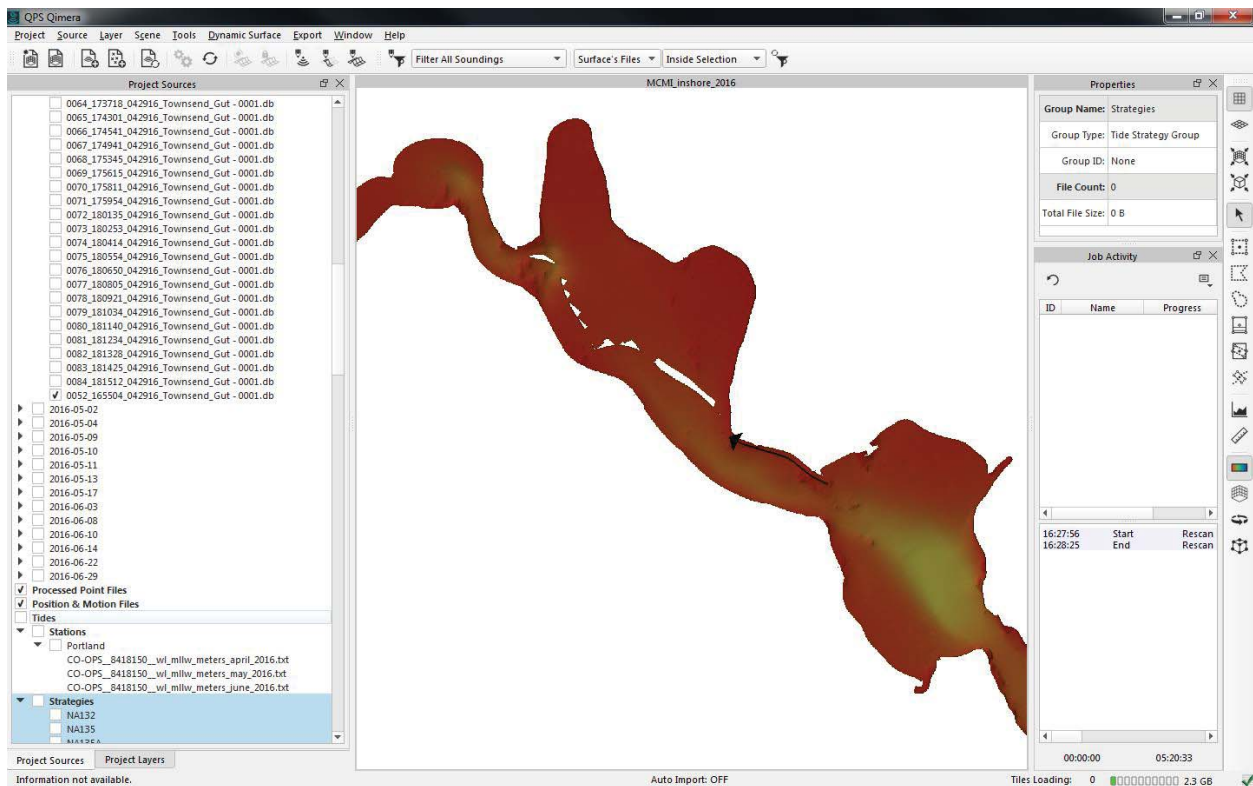 QPS Qimera
Project Source Layer Scene Tools Dynamic Surface Export Window Help
Filter All Soundings Surface's Files Inside Selection
Project Sources
0064_173718_042916_Townsend_Gut - 0001.db
0065_174301_042916_Townsend_Gut - 0001.db
0066_174541_042916_Townsend_Gut - 0001.db
0067_174941_042916_Townsend_Gut - 0001.db
0068_175345_042916_Townsend_Gut - 0001.db
0069_175615_042916_Townsend_Gut - 0001.db
0070_175811_042916_Townsend_Gut - 0001.db
0071_175954_042916_Townsend_Gut - 0001.db
0072_180135_042916_Townsend_Gut - 0001.db
0073_180253_042916_Townsend_Gut - 0001.db
0074_180414_042916_Townsend_Gut - 0001.db
0075_180554_042916_Townsend_Gut - 0001.db
0076_180650_042916_Townsend_Gut - 0001.db
0077_180805_042916_Townsend_Gut - 0001.db
0078_180921_042916_Townsend_Gut - 0001.db
0079_181034_042916_Townsend_Gut - 0001.db
0080_181140_042916_Townsend_Gut - 0001.db
0081_181234_042916_Townsend_Gut - 0001.db
0082_181328_042916_Townsend_Gut - 0001.db
0083_181425_042916_Townsend_Gut - 0001.db
0084_181512_042916_Townsend_Gut - 0001.db
0052_165504_042916_Townsend_Gut - 0001.db
2016-05-02
2016-05-04
2016-05-09
2016-05-10
2016-05-11
2016-05-13
2016-05-17
2016-06-03
2016-06-08
2016-06-10
2016-06-14
2016-06-22
2016-06-29
Processed Point Files
Position & Motion Files
Tides
Stations
Portland
CO-OPS__8418150__wl_mllw_meters_april_2016.txt
CO-OPS__8418150__wl_mllw_meters_may_2016.txt
CO-OPS__8418150__wl_mllw_meters_june_2016.txt
Strategies
NA132
NA135
NA135A
Project Sources Project Layers
MCMI_inshore_2016
Properties
Group Name: Strategies
Group Type: Tide Strategy Group
Group ID: None
File Count: 0
Total File Size: 0 B
Job Activity
ID Name Progress
16:27:56 Start Rescan
16:28:25 End Rescan
00:00:00 05:20:33
Information not available. Auto Import: OFF Tiles Loading: 0 2.3 GB